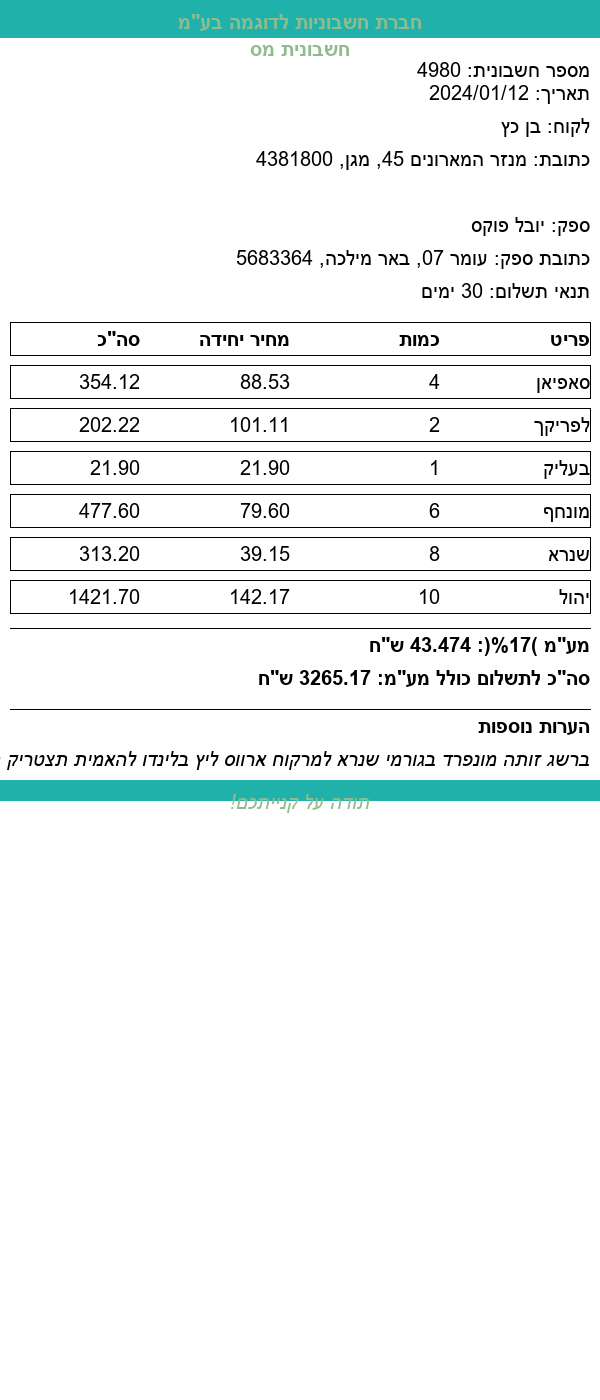 חברת חשבוניות לדוגמה בע"מ
חשבונית מס
מספר חשבונית: 4980
תאריך: 2024/01/12
לקוח: בן כץ
כתובת: מנזר המארונים 45, מגן, 4381800
ספק: יובל פוקס
כתובת ספק: עומר 07, באר מילכה, 5683364
תנאי תשלום: 30 ימים
פריט כמות מחיר יחידה סה"כ
סאפיאן 4 88.53 354.12
לפריקך 2 101.11 202.22
בעליק 1 21.90 21.90
מונחף 6 79.60 477.60
שנרא 8 39.15 313.20
יהול 10 142.17 1421.70
מע"מ )17%(: 43.474 ש"ח
סה"כ לתשלום כולל מע"מ: 3265.17 ש"ח
הערות נוספות
ברשג זותה מונפרד בגורמי שנרא למרקוח ארווס ליץ בלינדו להאמית תצטריק
תודה על קנייתכם!